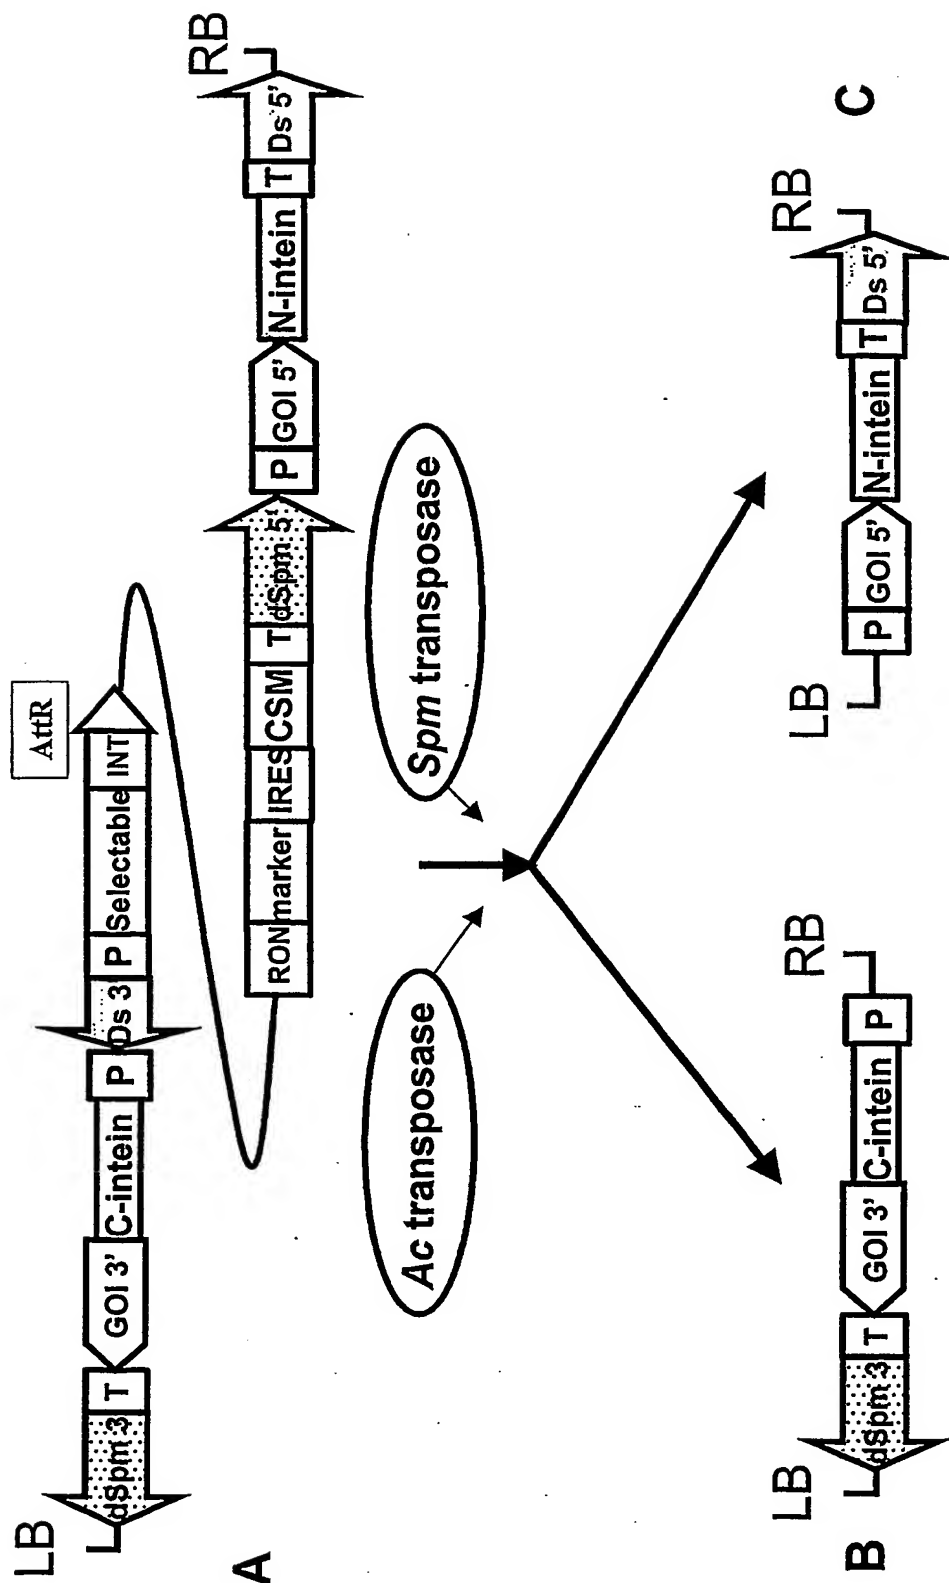 AttR
LB
dSpm 3'
T
GOI 3'
C-intein
P
Ds 3'
P
Selectable
INT
A
RON
marker
IRES
CSM
T
dSpm 5'
P
GOI 5'
N-intein
T
Ds 5'
RB
Ac transposase
Spm transposase
LB
dSpm 3'
T
GOI 3'
C-intein
P
RB
B
LB
P
GOI 5'
N-intein
T
Ds 5'
RB
C